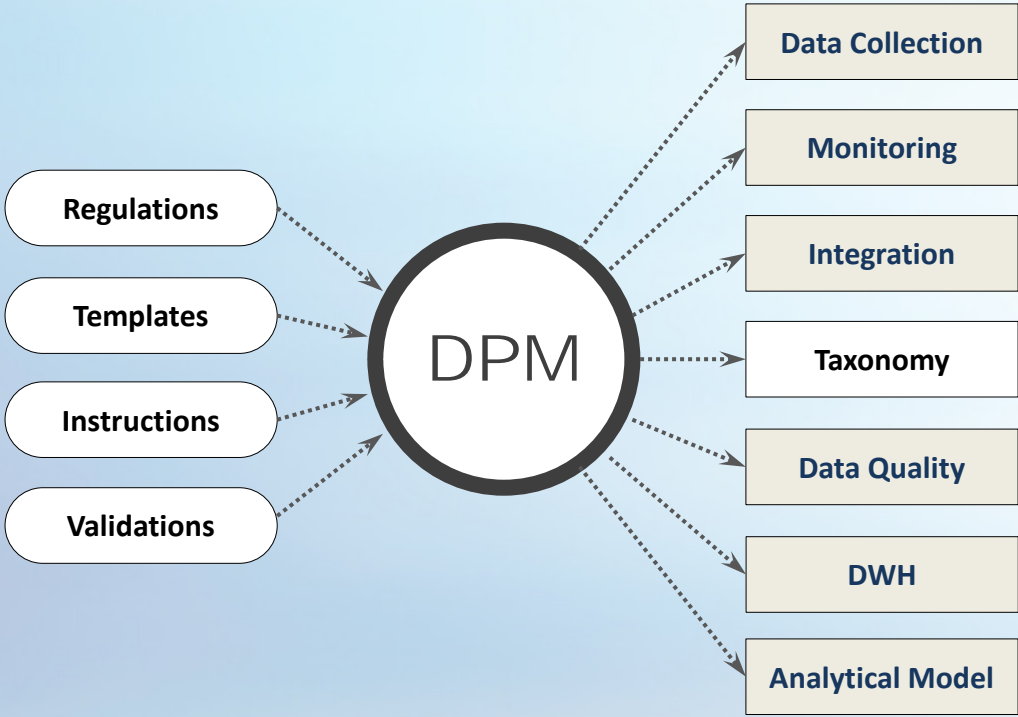 Regulations
Templates
Instructions
Validations
DPM
Data Collection
Monitoring
Integration
Taxonomy
Data Quality
DWH
Analytical Model